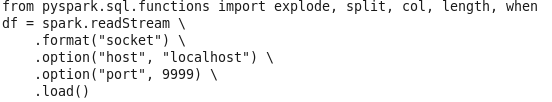 from pyspark.sql.functions import explode, split, col, length, when
df = spark.readStream \
    .format("socket") \
    .option("host", "localhost") \
    .option("port", 9999) \
    .load()